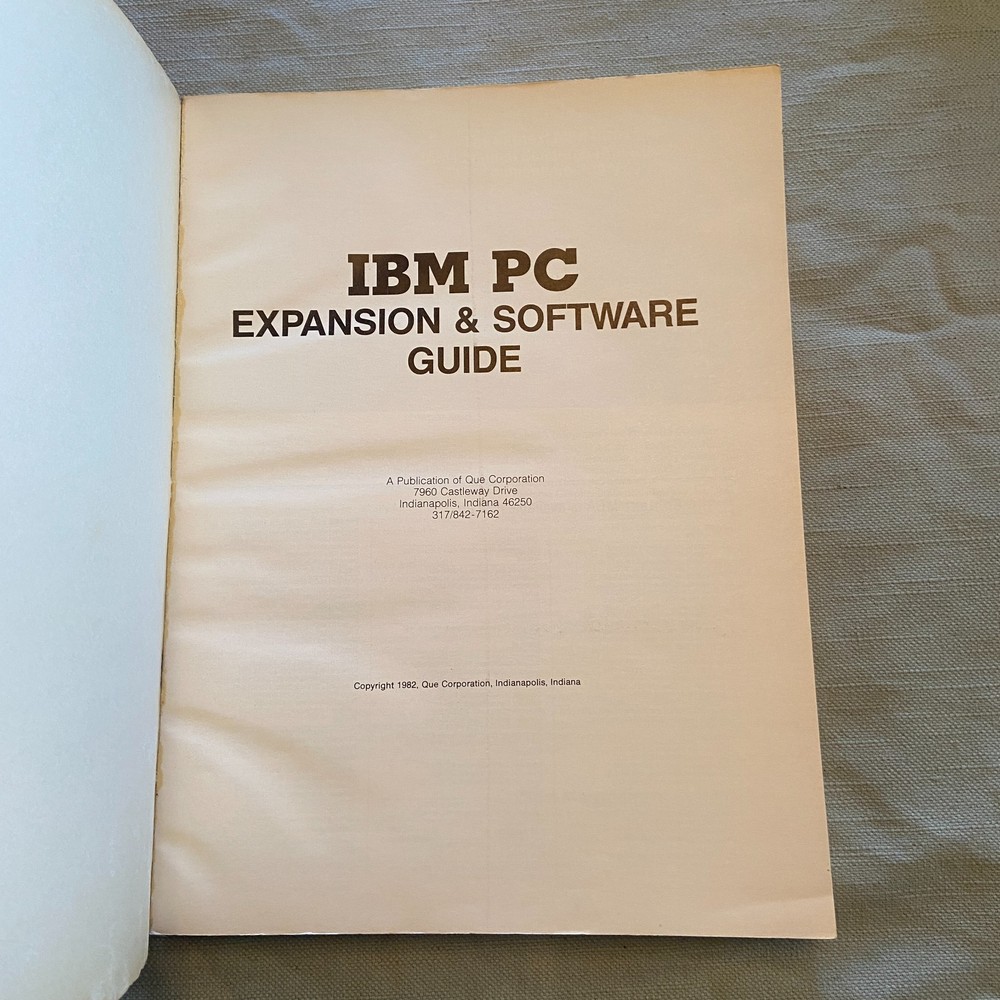 IBM PC
EXPANSION & SOFTWARE
GUIDE
A Publication of Que Corporation
7960 Castleway Drive
Indianapolis, Indiana 46250
317/842-7162
Copyright 1982, Que Corporation, Indianapolis, Indiana